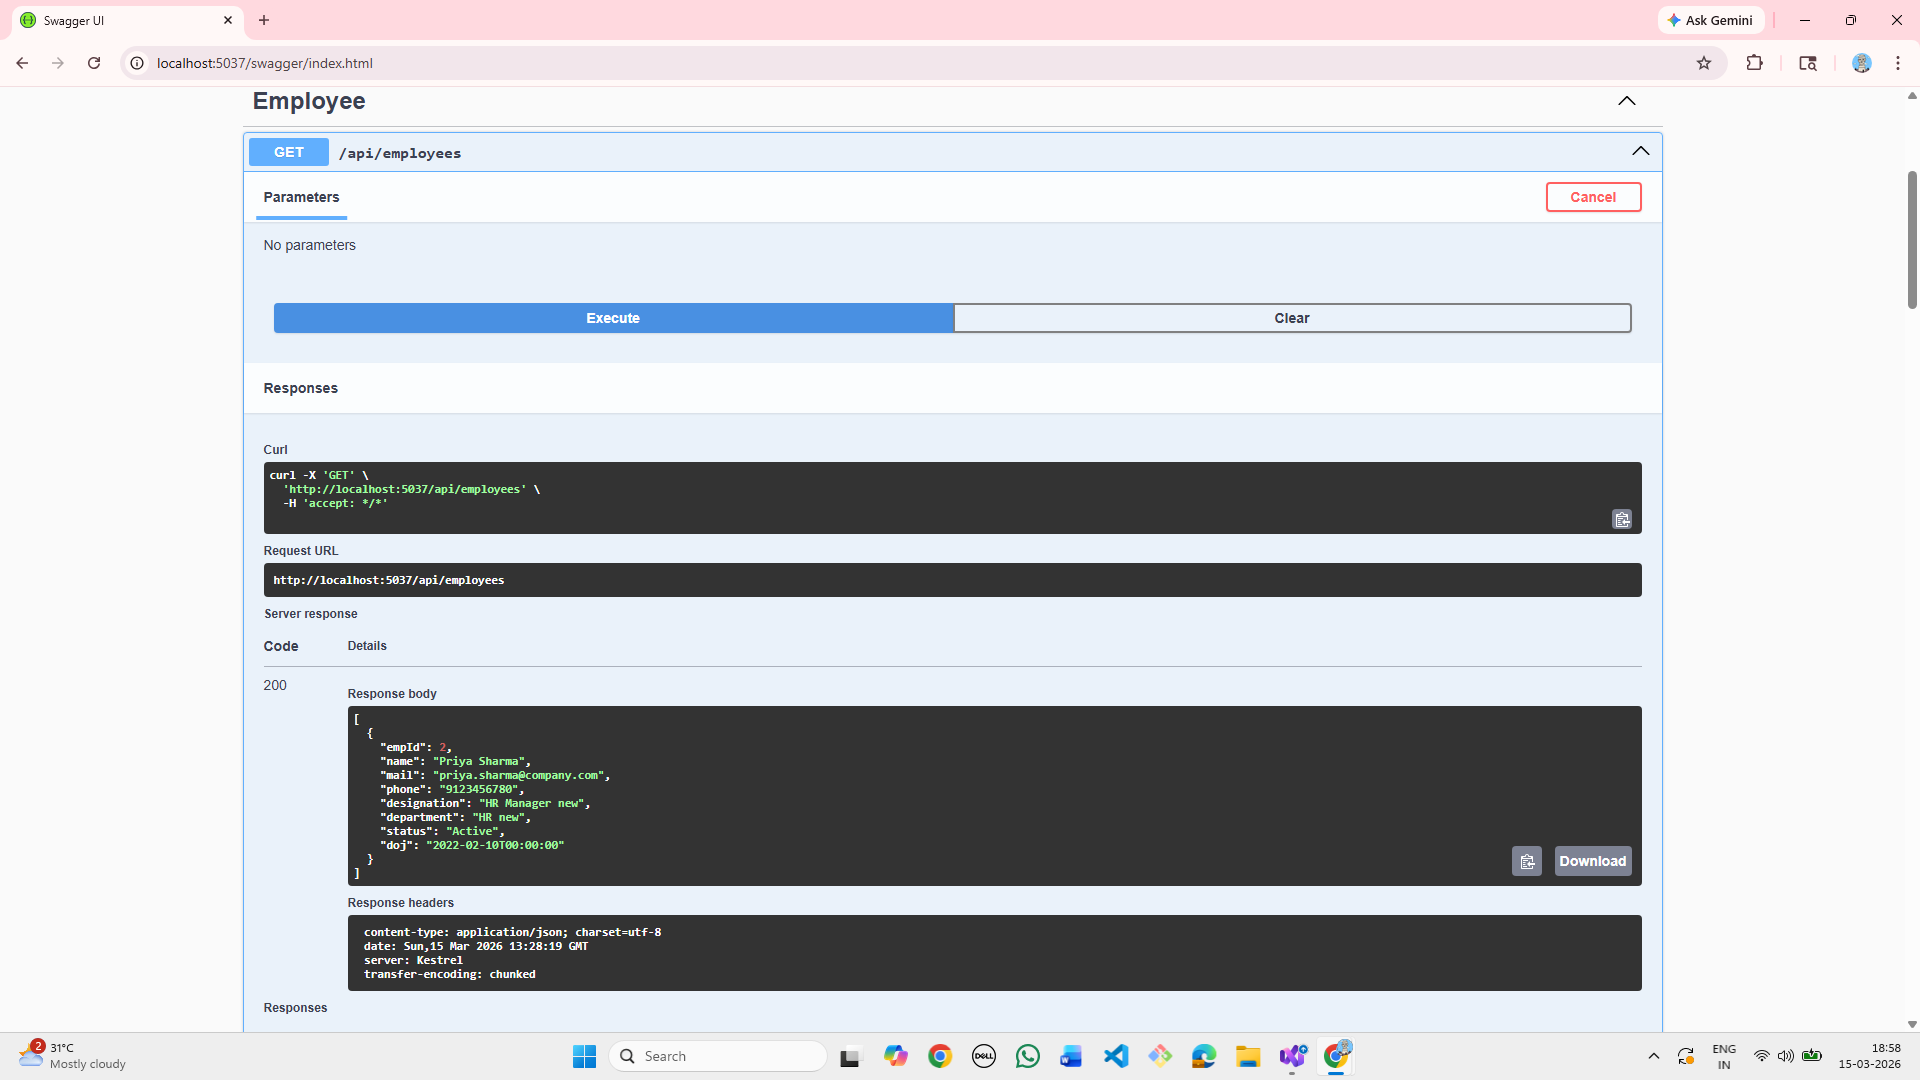 Swagger UI
Ask Gemini
localhost:5037/swagger/index.html
Employee
GET /api/employees
Parameters
Cancel
No parameters
Execute
Clear
Responses
Curl
curl -X 'GET' \
'http://localhost:5037/api/employees' \
-H 'accept: */*'
Request URL
http://localhost:5037/api/employees
Server response
Code Details
200
Response body
[
{
"empId": 2,
"name": "Priya Sharma",
"mail": "priya.sharma@company.com",
"phone": "9123456780",
"designation": "HR Manager new",
"department": "HR new",
"status": "Active",
"doj": "2022-02-10T00:00:00"
}
]
Download
Response headers
content-type: application/json; charset=utf-8
date: Sun,15 Mar 2026 13:28:19 GMT
server: Kestrel
transfer-encoding: chunked
Responses
2
31°C
Mostly cloudy
Search
DELL
ENG
IN
18:58
15-03-2026